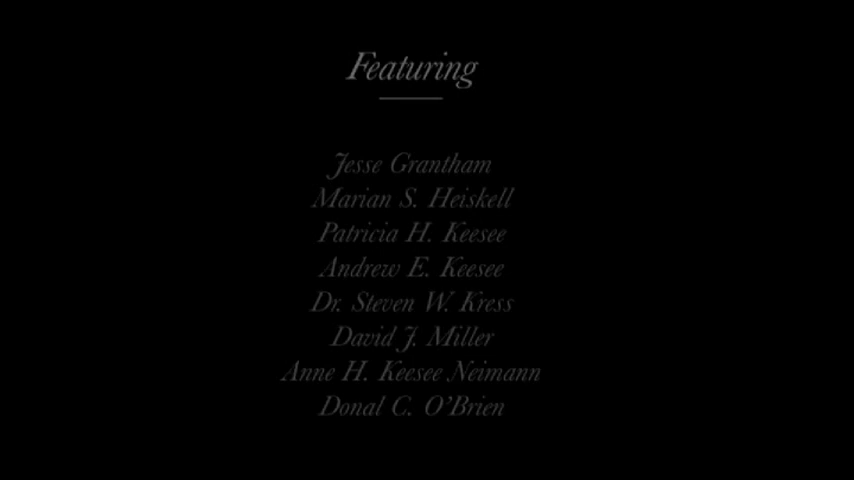 Featuring
Jesse Grantham
Marian S. Heiskell
Patricia H. Keesee
Andrew E. Keesee
Dr. Steven W. Kress
David J. Miller
Anne H. Keesee Neimann
Donal C. O'Brien